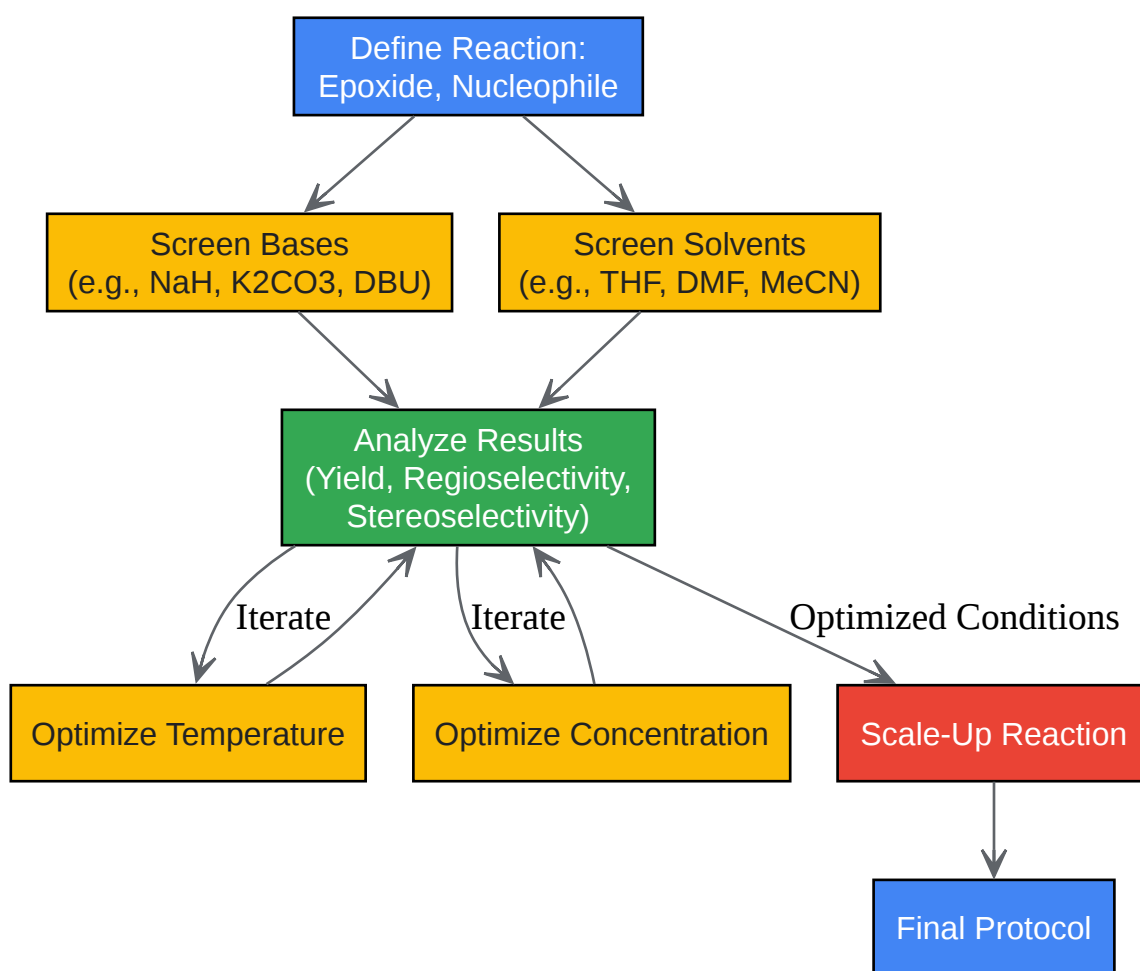 Define Reaction:
Epoxide, Nucleophile
Screen Bases
(e.g., NaH, K2CO3, DBU)
Screen Solvents
(e.g., THF, DMF, MeCN)
Analyze Results
(Yield, Regioselectivity,
Stereoselectivity)
Iterate
Iterate
Optimized Conditions
Optimize Temperature
Optimize Concentration
Scale-Up Reaction
Final Protocol